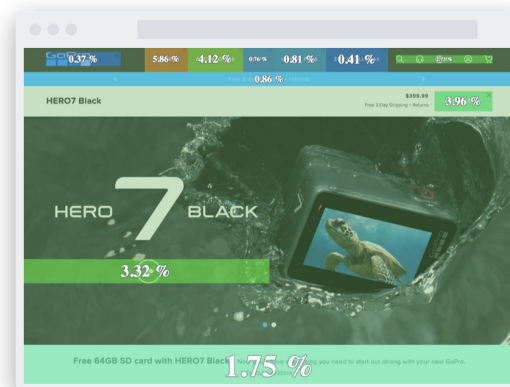 GoPro 0.37 % 5.86 % 4.12 % 0.76 % 0.81 % 0.41 %
0.86 %
HERO7 Black
$399.99
Free 2-Day Shipping + Returns
3.96 %
HERO 7 BLACK
3.32 %
Free 64GB SD card with HERO7 Black 1.75 % you need to start out strong with your new GoPro.